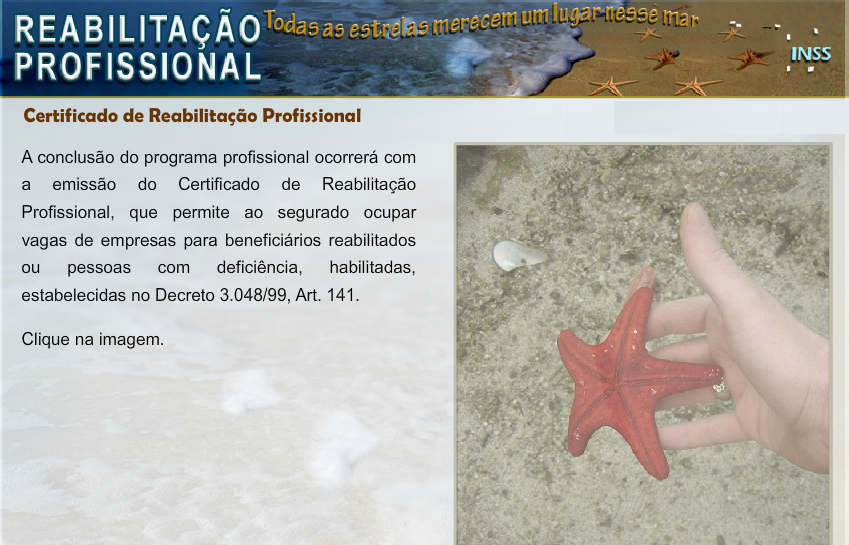 REABILITAÇÃO
PROFISSIONAL
Todas as estrelas merecem um lugar nesse mar
INSS
Certificado de Reabilitação Profissional
A conclusão do programa profissional ocorrerá com
a emissão do Certificado de Reabilitação
Profissional, que permite ao segurado ocupar
vagas de empresas para beneficiários reabilitados
ou pessoas com deficiência, habilitadas,
estabelecidas no Decreto 3.048/99, Art. 141.
Clique na imagem.